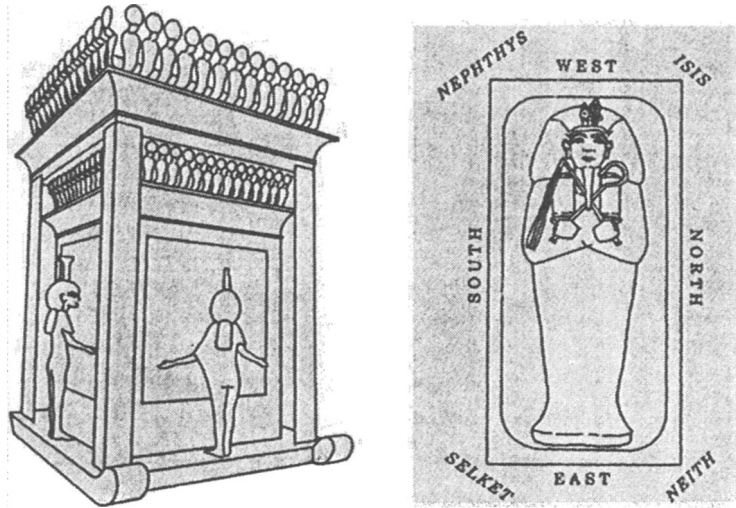 NEPHTHYS
WEST
ISIS
SOUTH
NORTH
SELKET
EAST
NEITH